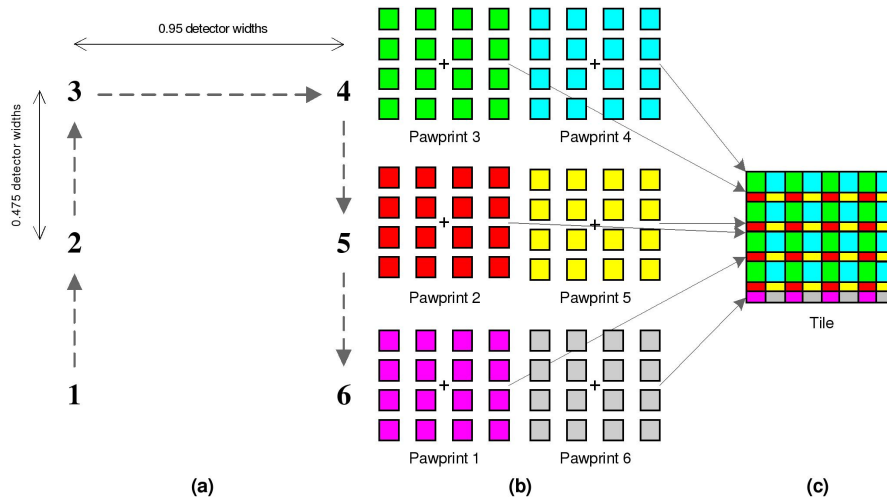 0.95 detector widths
0.475 detector widths
3
4
2
5
1
6
+
+
Pawprint 3
Pawprint 4
+
+
Pawprint 2
Pawprint 5
+
+
Pawprint 1
Pawprint 6
Tile
(a)
(b)
(c)